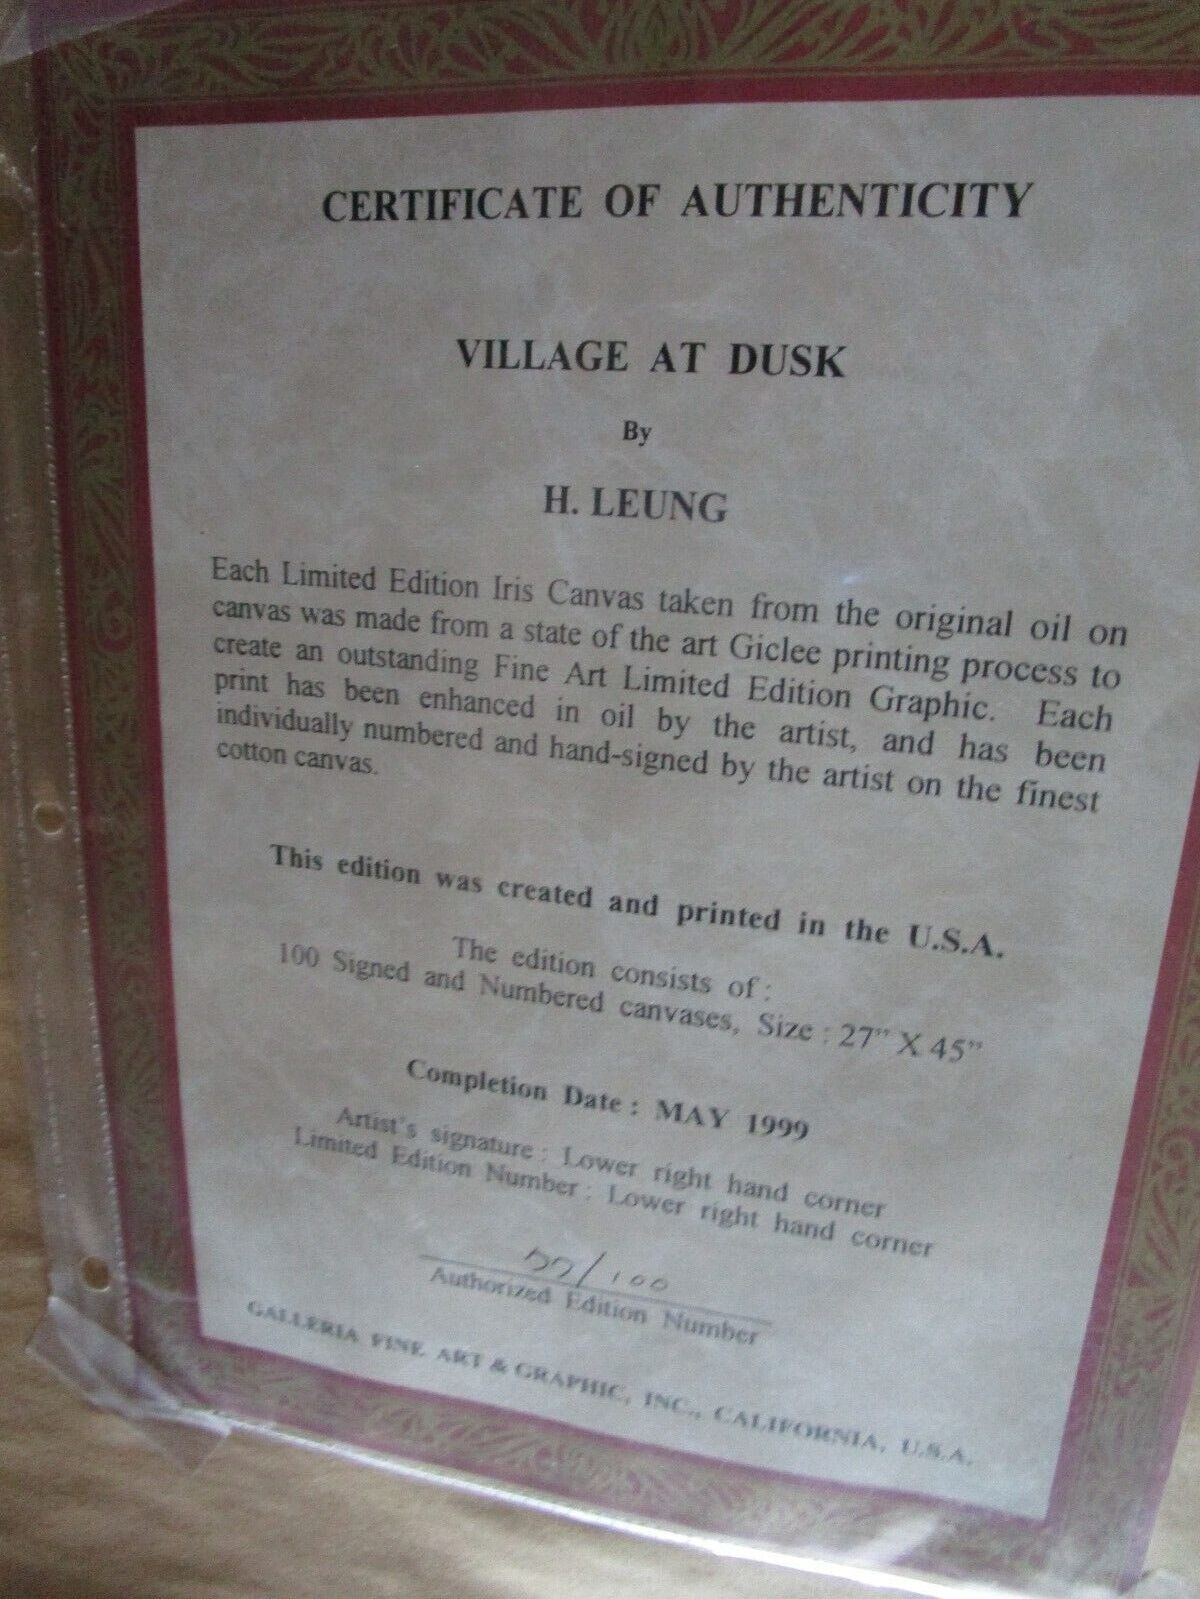 CERTIFICATE OF AUTHENTICITY
VILLAGE AT DUSK
By
H. LEUNG
Each Limited Edition Iris Canvas taken from the original oil on
canvas was made from a state of the art Giclee printing process to
create an outstanding Fine Art Limited Edition Graphic. Each
print has been enhanced in oil by the artist, and has been
individually numbered and hand-signed by the artist on the finest
cotton canvas.
This edition was created and printed in the U.S.A.
The edition consists of :
100 Signed and Numbered canvases, Size : 27" X 45"
Completion Date : MAY 1999
Artist's signature : Lower right hand corner
Limited Edition Number : Lower right hand corner
/100
Authorized Edition Number
GALLERIA FINE ART & GRAPHIC, INC., CALIFORNIA, U.S.A.